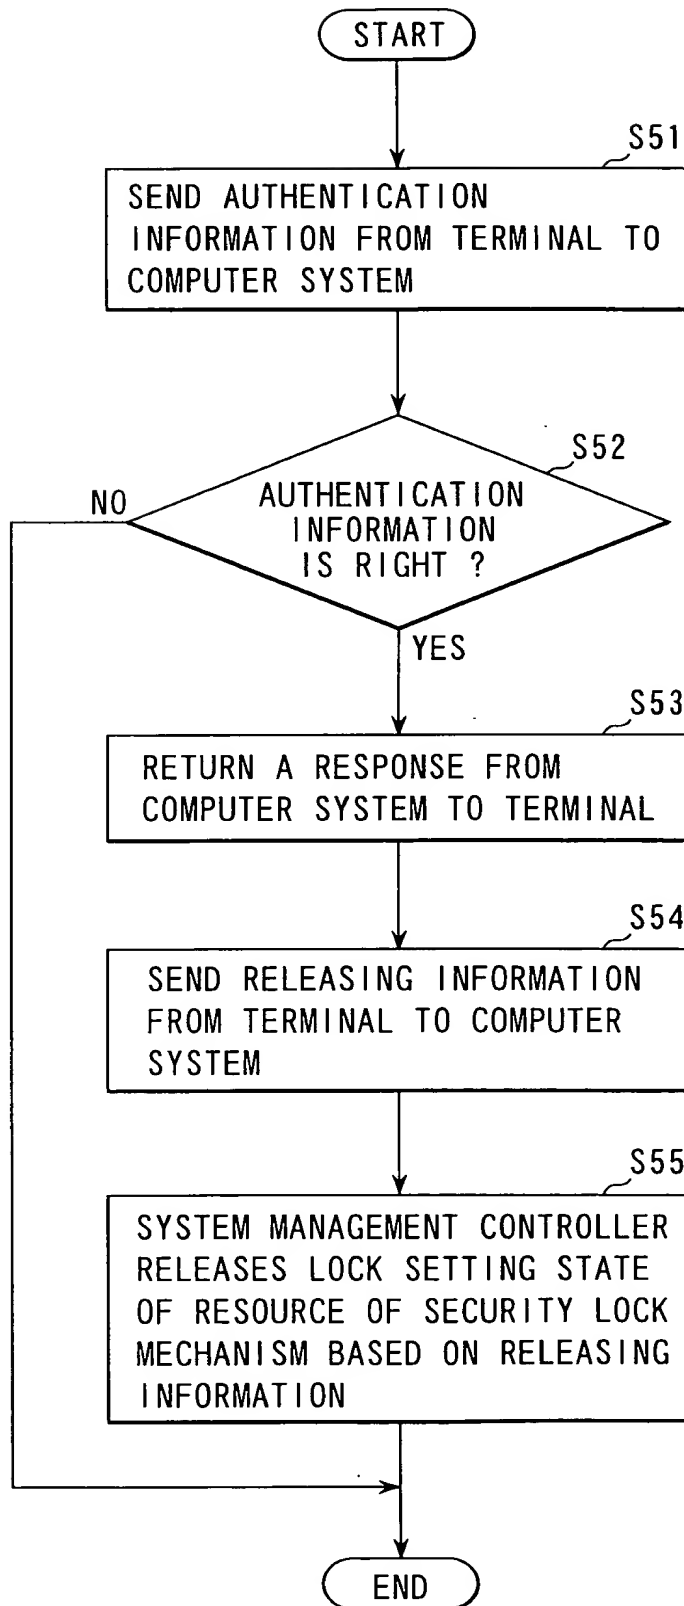 START
S51
SEND AUTHENTICATION
INFORMATION FROM TERMINAL TO
COMPUTER SYSTEM
S52
NO
AUTHENTICATION
INFORMATION
IS RIGHT ?
YES
S53
RETURN A RESPONSE FROM
COMPUTER SYSTEM TO TERMINAL
S54
SEND RELEASING INFORMATION
FROM TERMINAL TO COMPUTER
SYSTEM
S55
SYSTEM MANAGEMENT CONTROLLER
RELEASES LOCK SETTING STATE
OF RESOURCE OF SECURITY LOCK
MECHANISM BASED ON RELEASING
INFORMATION
END